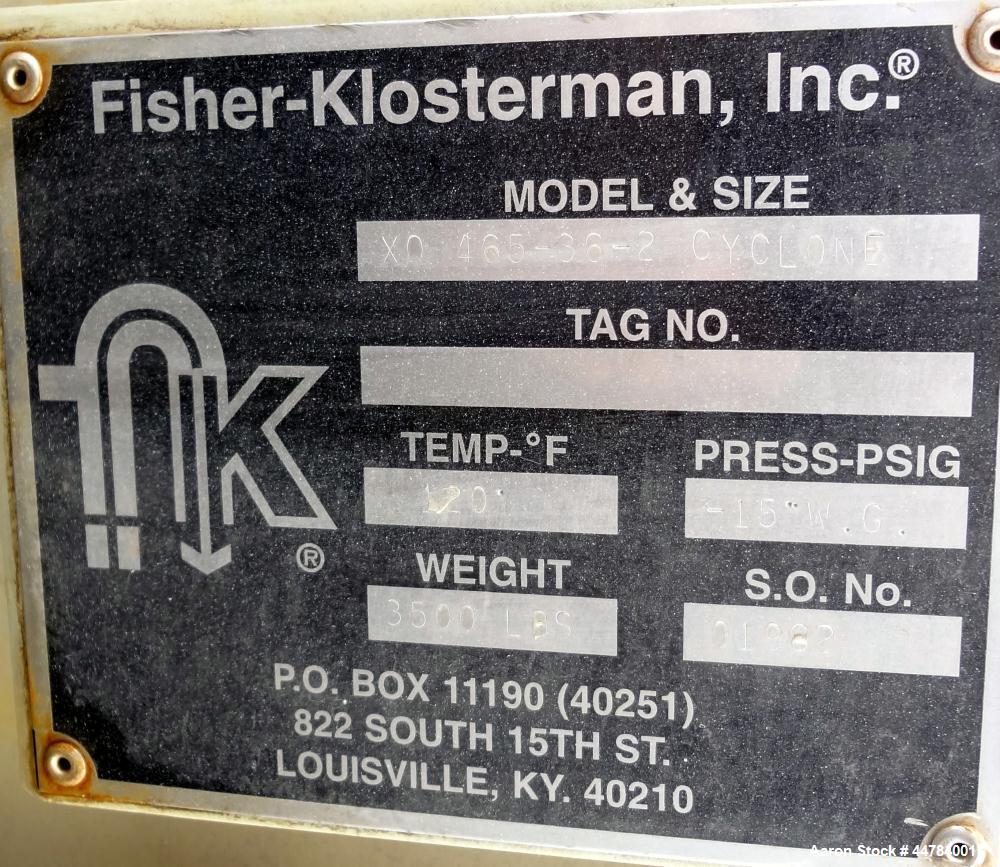 Fisher-Klosterman, Inc.®
MODEL & SIZE
XQ 465-36-2 CYCLONE
TAG NO.
TEMP-°F
PRESS-PSIG
120
-15 W.G.
WEIGHT
S.O. No.
3500 LBS
fk
®
P.O. BOX 11190 (40251)
822 SOUTH 15TH ST.
LOUISVILLE, KY. 40210
Aaron Stock #